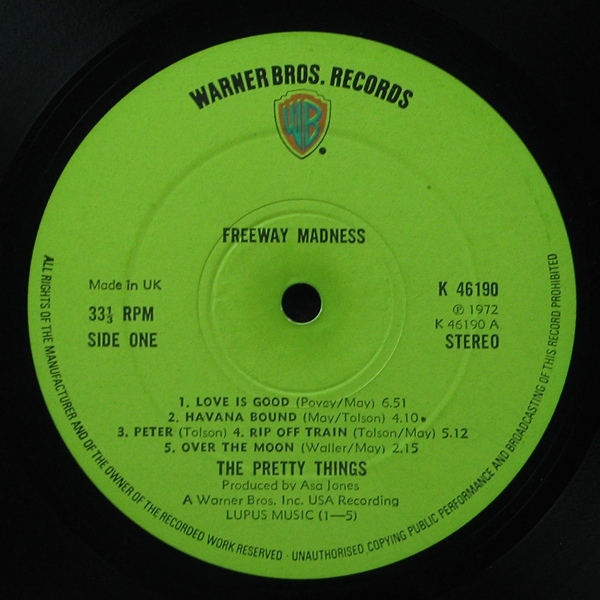 WARNER BROS. RECORDS
WB
FREEWAY MADNESS
Made In UK
33⅓ RPM
SIDE ONE
K 46190
℗ 1972
K 46190 A
STEREO
1. LOVE IS GOOD (Povey/May) 6.51
2. HAVANA BOUND (May/Tolson) 4.10
3. PETER (Tolson) 4. RIP OFF TRAIN (Tolson/May) 5.12
5. OVER THE MOON (Waller/May) 2.15
THE PRETTY THINGS
Produced by Asa Jones
A Warner Bros. Inc. USA Recording
LUPUS MUSIC (1—5)
ALL RIGHTS OF THE MANUFACTURER AND OF THE OWNER OF THE RECORDED WORK RESERVED · UNAUTHORISED COPYING PUBLIC PERFORMANCE AND BROADCASTING OF THIS RECORD PROHIBITED